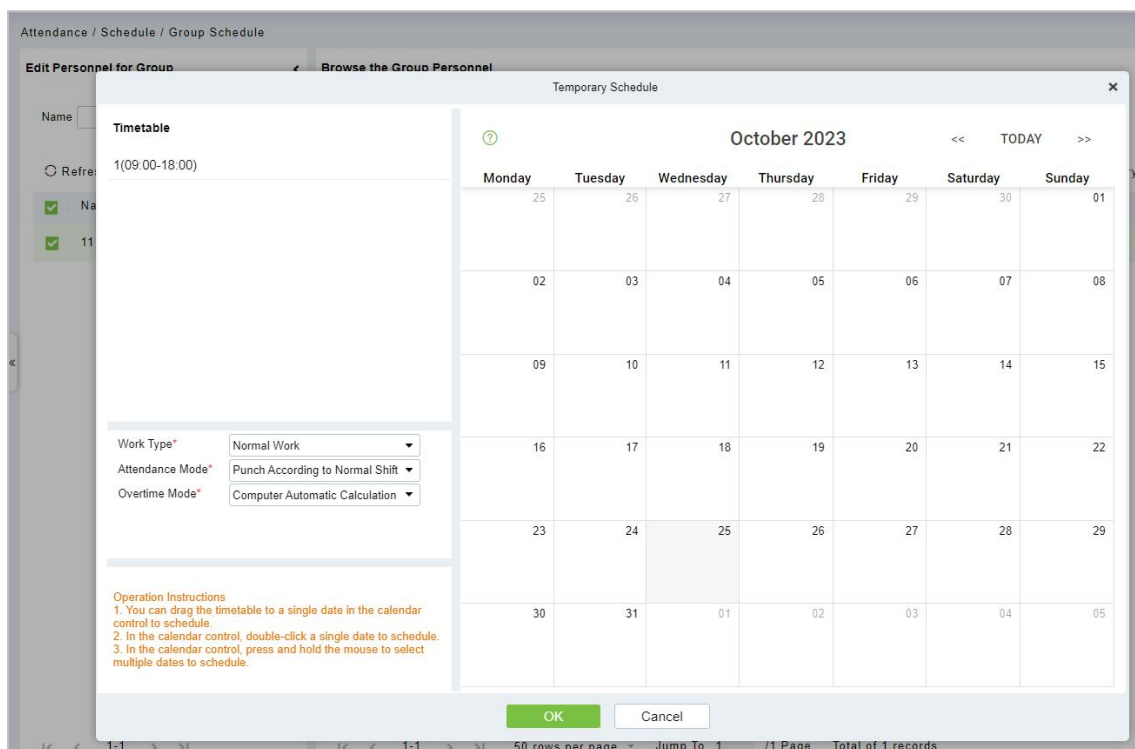 Attendance / Schedule / Group Schedule
Edit Personnel for Group
Browse the Group Personnel
Temporary Schedule
Name
Timetable
1(09:00-18:00)
October 2023 << TODAY >>
Monday Tuesday Wednesday Thursday Friday Saturday Sunday
25 26 27 28 29 30 01
02 03 04 05 06 07 08
09 10 11 12 13 14 15
16 17 18 19 20 21 22
23 24 25 26 27 28 29
30 31 01 02 03 04 05
11
Work Type* Normal Work
Attendance Mode* Punch According to Normal Shift
Overtime Mode* Computer Automatic Calculation
Operation Instructions
1. You can drag the timetable to a single date in the calendar
control to schedule.
2. In the calendar control, double-click a single date to schedule.
3. In the calendar control, press and hold the mouse to select
multiple dates to schedule.
OK Cancel
1-1
1-1 50 rows per page Jump To 1 /1 Page Total of 1 records